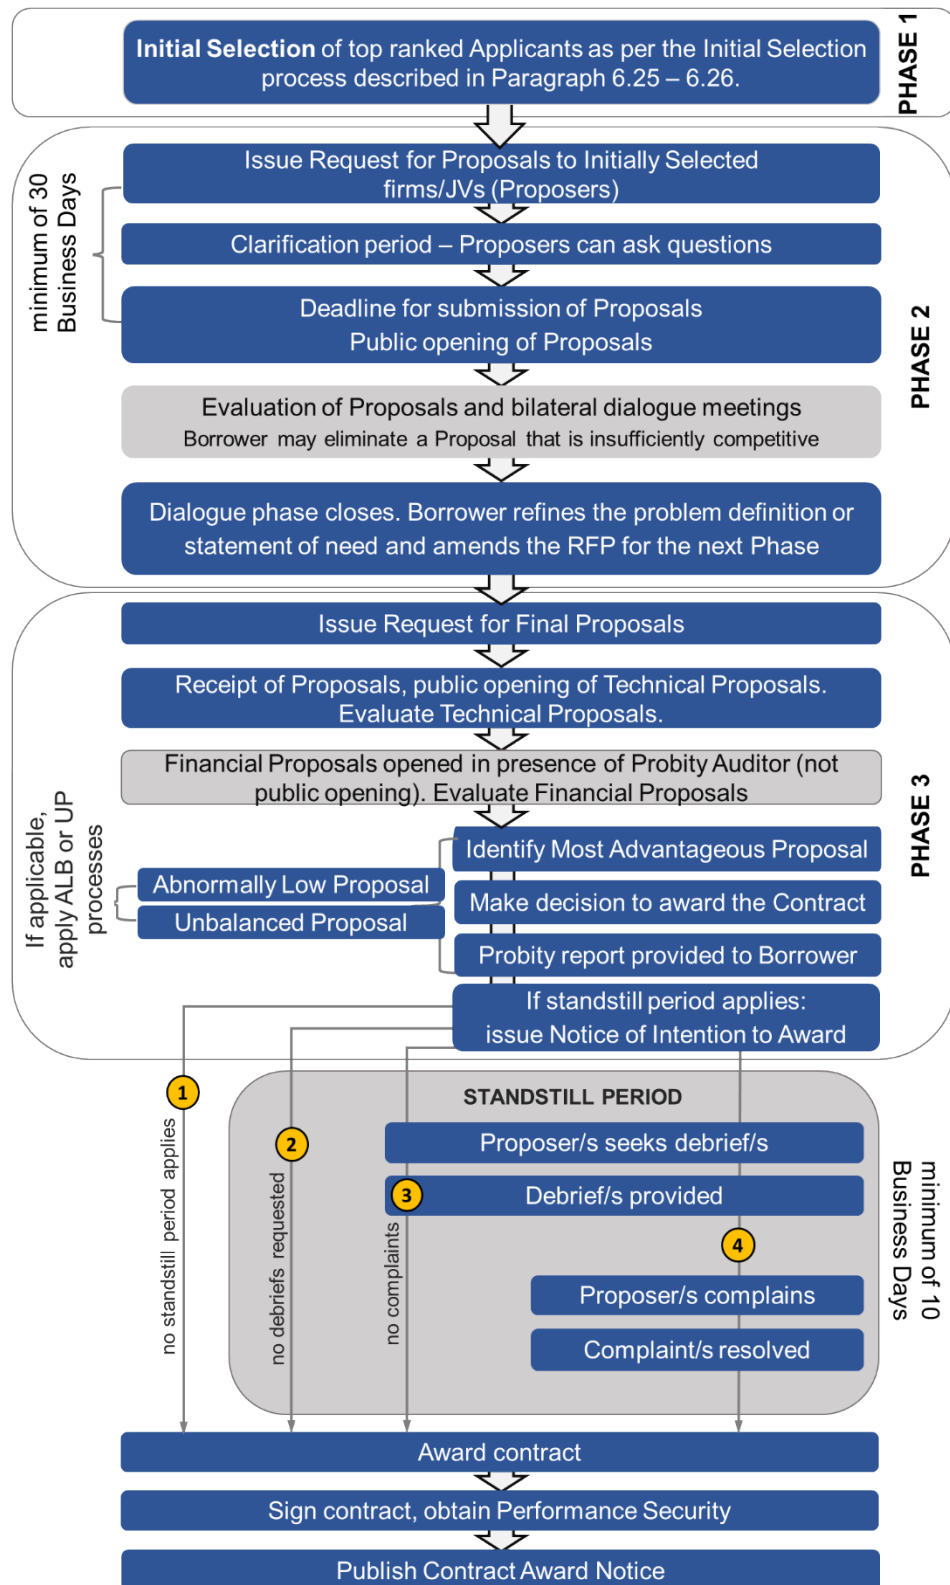 Initial Selection of top ranked Applicants as per the Initial Selection
process described in Paragraph 6.25 – 6.26.
PHASE 1
Issue Request for Proposals to Initially Selected
firms/JVs (Proposers)
minimum of 30
Business Days
Clarification period – Proposers can ask questions
Deadline for submission of Proposals
Public opening of Proposals
PHASE 2
Evaluation of Proposals and bilateral dialogue meetings
Borrower may eliminate a Proposal that is insufficiently competitive
Dialogue phase closes. Borrower refines the problem definition or
statement of need and amends the RFP for the next Phase
Issue Request for Final Proposals
Receipt of Proposals, public opening of Technical Proposals.
Evaluate Technical Proposals.
Financial Proposals opened in presence of Probity Auditor (not
public opening). Evaluate Financial Proposals
PHASE 3
If applicable,
apply ALB or UP
processes
Abnormally Low Proposal
Unbalanced Proposal
Identify Most Advantageous Proposal
Make decision to award the Contract
Probity report provided to Borrower
If standstill period applies:
issue Notice of Intention to Award
1
no standstill period applies
STANDSTILL PERIOD
2
no debriefs requested
Proposer/s seeks debrief/s
3
Debrief/s provided
no complaints
4
Proposer/s complains
Complaint/s resolved
minimum of 10
Business Days
Award contract
Sign contract, obtain Performance Security
Publish Contract Award Notice